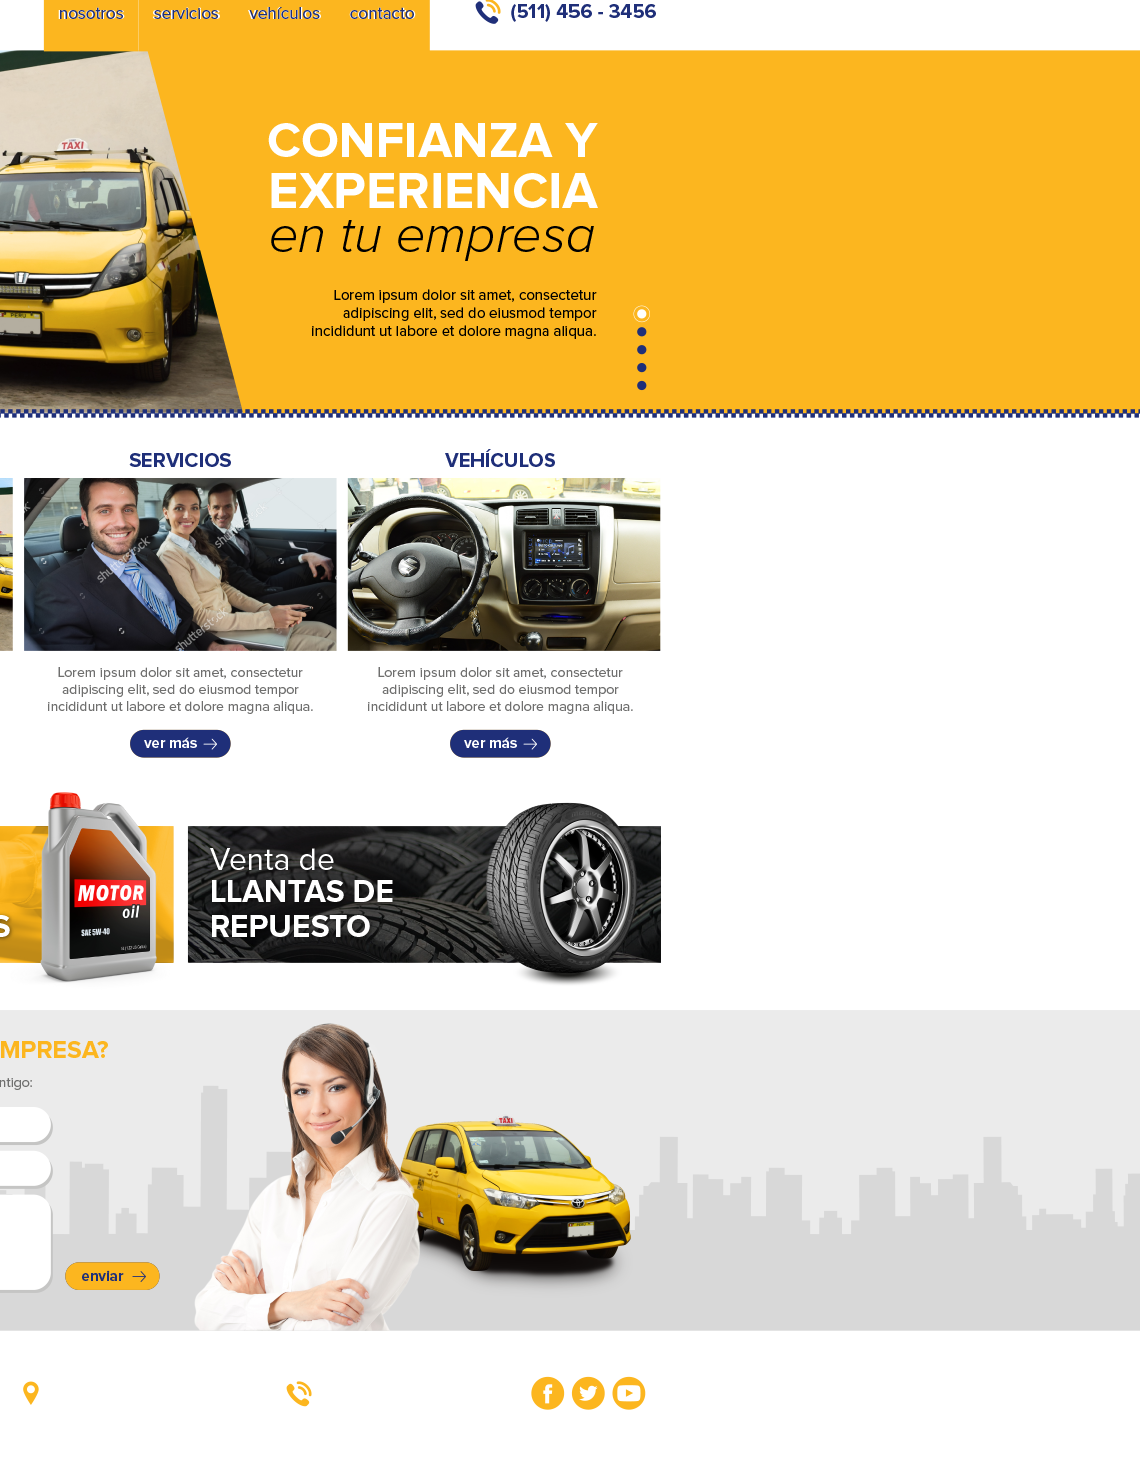 nosotros servicios vehículos contacto
(511) 456 - 3456
TAXI
CONFIANZA Y
EXPERIENCIA
en tu empresa
Lorem ipsum dolor sit amet, consectetur
adipiscing elit, sed do eiusmod tempor
incididunt ut labore et dolore magna aliqua.
PERU
SERVICIOS
shutterstock
shutterstock
Lorem ipsum dolor sit amet, consectetur
adipiscing elit, sed do eiusmod tempor
incididunt ut labore et dolore magna aliqua.
ver más
VEHÍCULOS
Lorem ipsum dolor sit amet, consectetur
adipiscing elit, sed do eiusmod tempor
incididunt ut labore et dolore magna aliqua.
ver más
S
MOTOR
oil
SAE 5W-40
Venta de
LLANTAS DE
REPUESTO
MPRESA?
ntigo:
TAXI
enviar